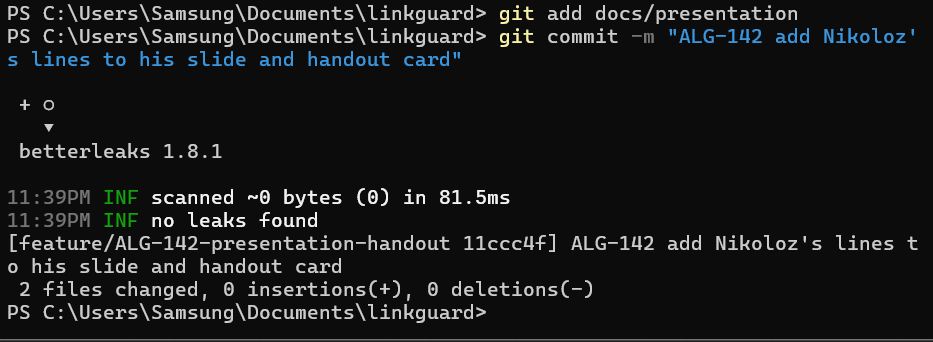 PS C:\Users\Samsung\Documents\linkguard> git add docs/presentation
PS C:\Users\Samsung\Documents\linkguard> git commit -m "ALG-142 add Nikoloz'
s lines to his slide and handout card"
+ o
▾
betterleaks 1.8.1
11:39PM INF scanned ~0 bytes (0) in 81.5ms
11:39PM INF no leaks found
[feature/ALG-142-presentation-handout 11ccc4f] ALG-142 add Nikoloz's lines t
o his slide and handout card
2 files changed, 0 insertions(+), 0 deletions(-)
PS C:\Users\Samsung\Documents\linkguard>